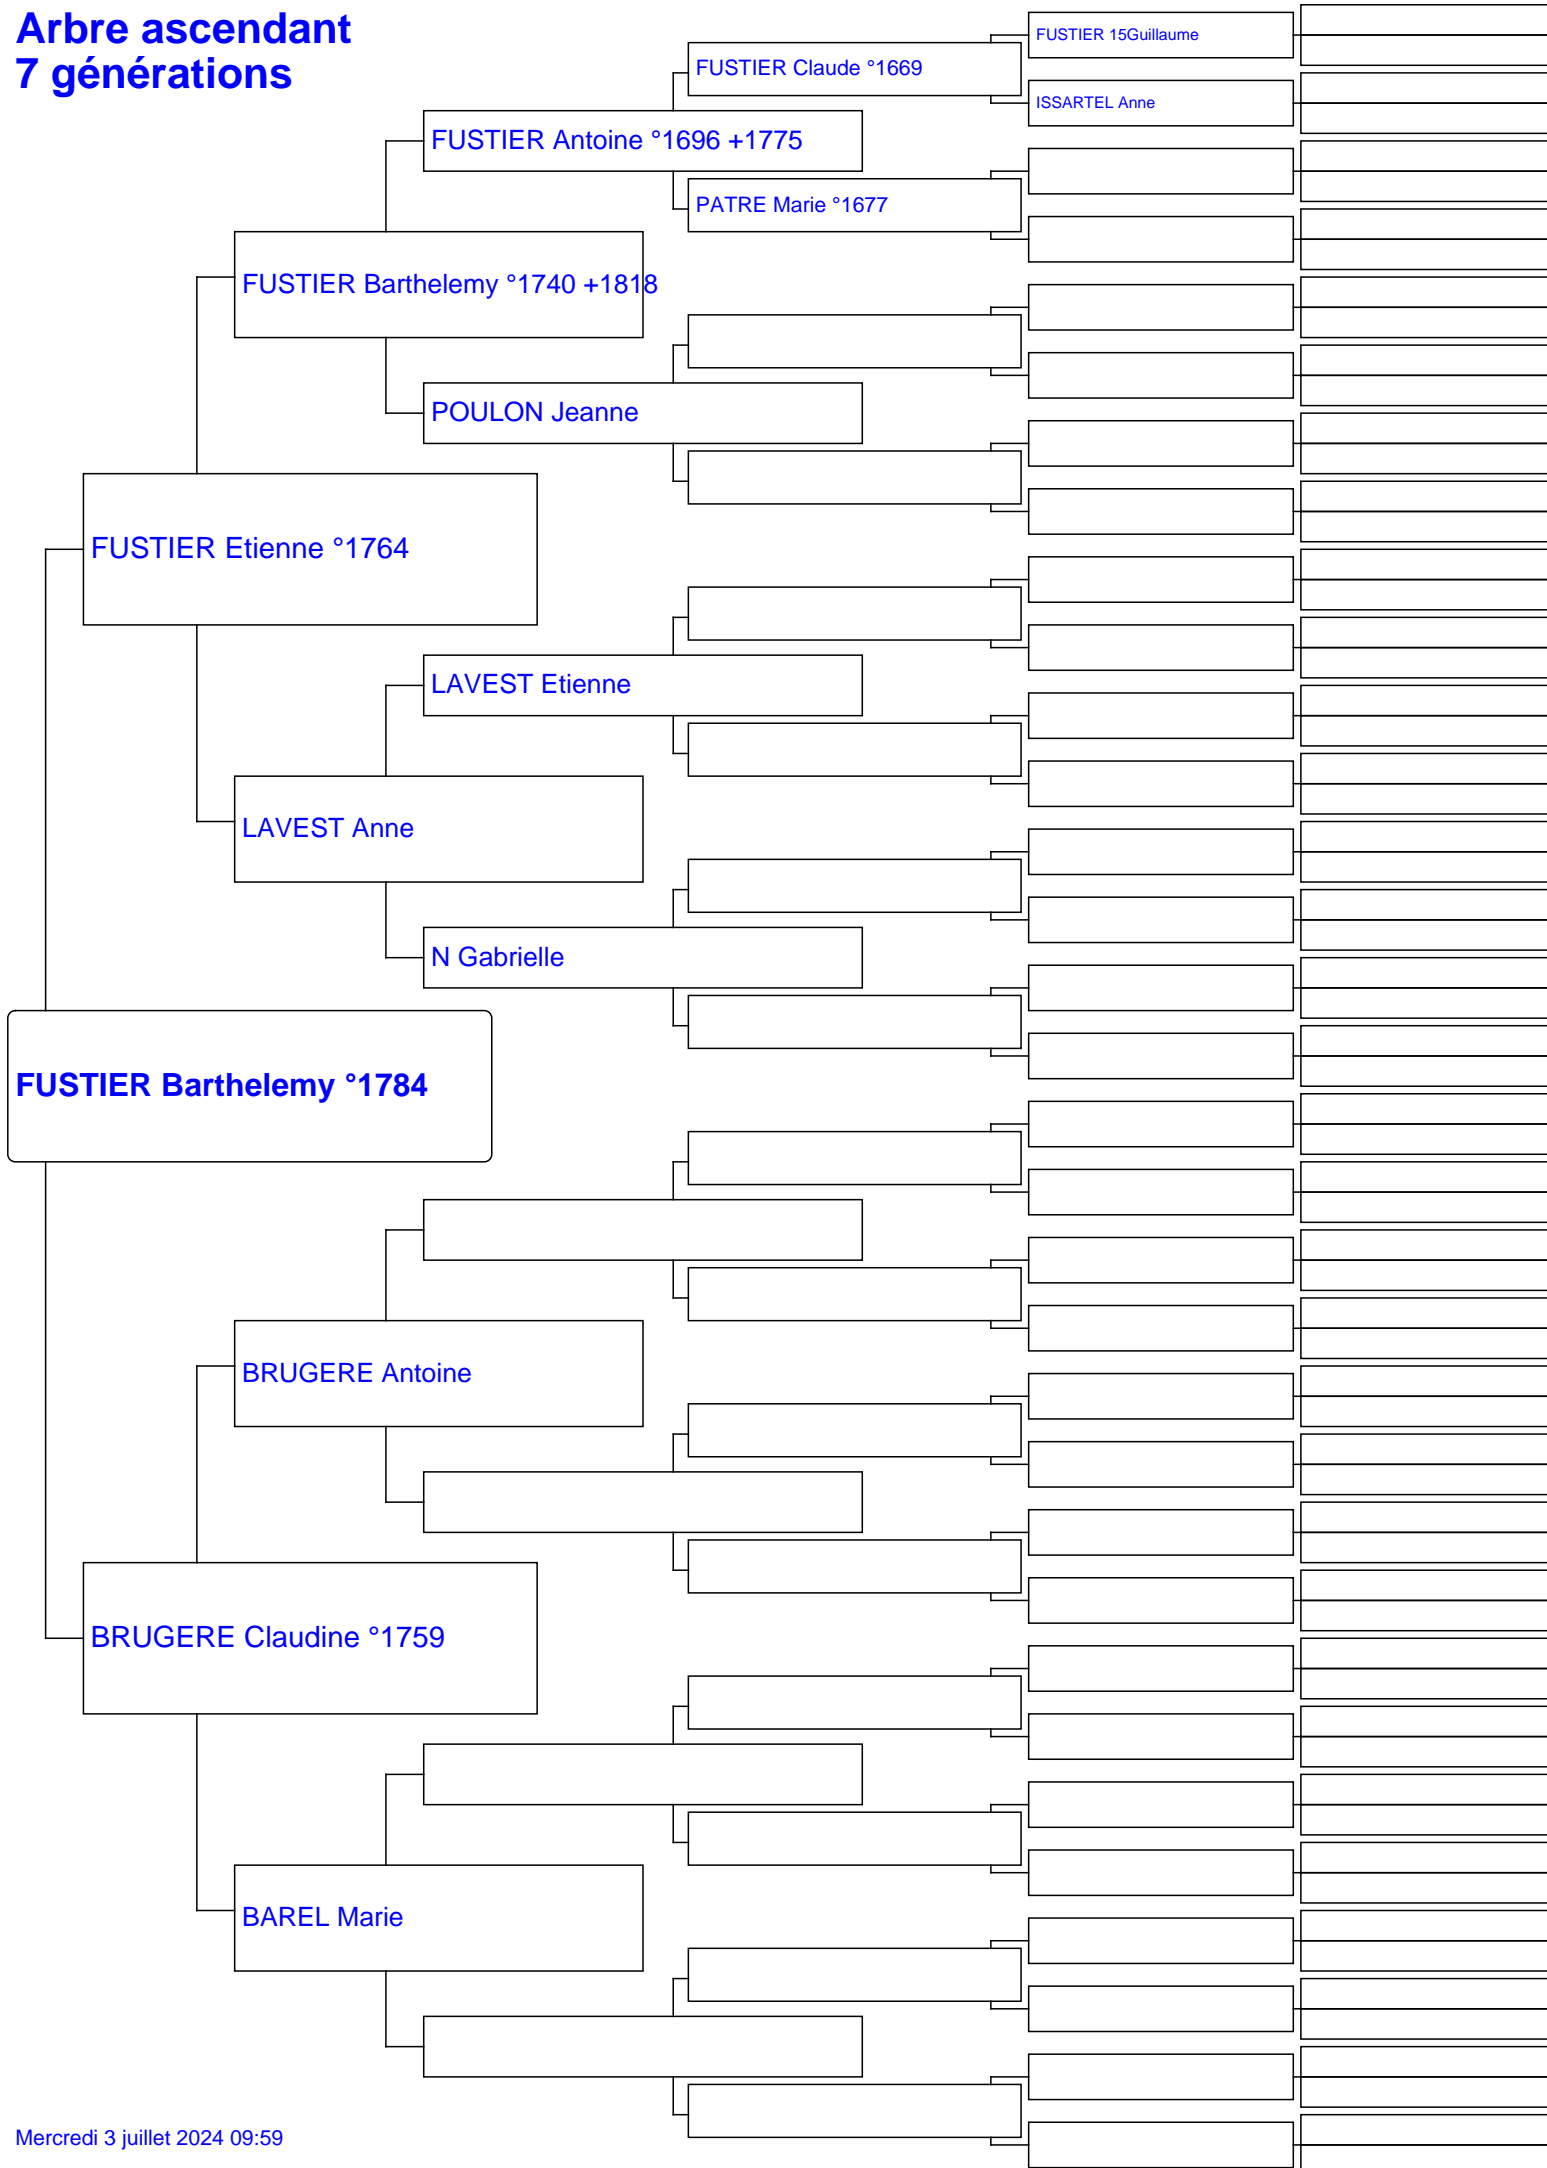 Arbre ascendant
7 générations
FUSTIER 15Guillaume
FUSTIER Claude °1669
ISSARTEL Anne
FUSTIER Antoine °1696 +1775
PATRE Marie °1677
FUSTIER Barthelemy °1740 +1818
POULON Jeanne
FUSTIER Etienne °1764
LAVEST Etienne
LAVEST Anne
N Gabrielle
FUSTIER Barthelemy °1784
BRUGERE Antoine
BRUGERE Claudine °1759
BAREL Marie
Mercredi 3 juillet 2024 09:59